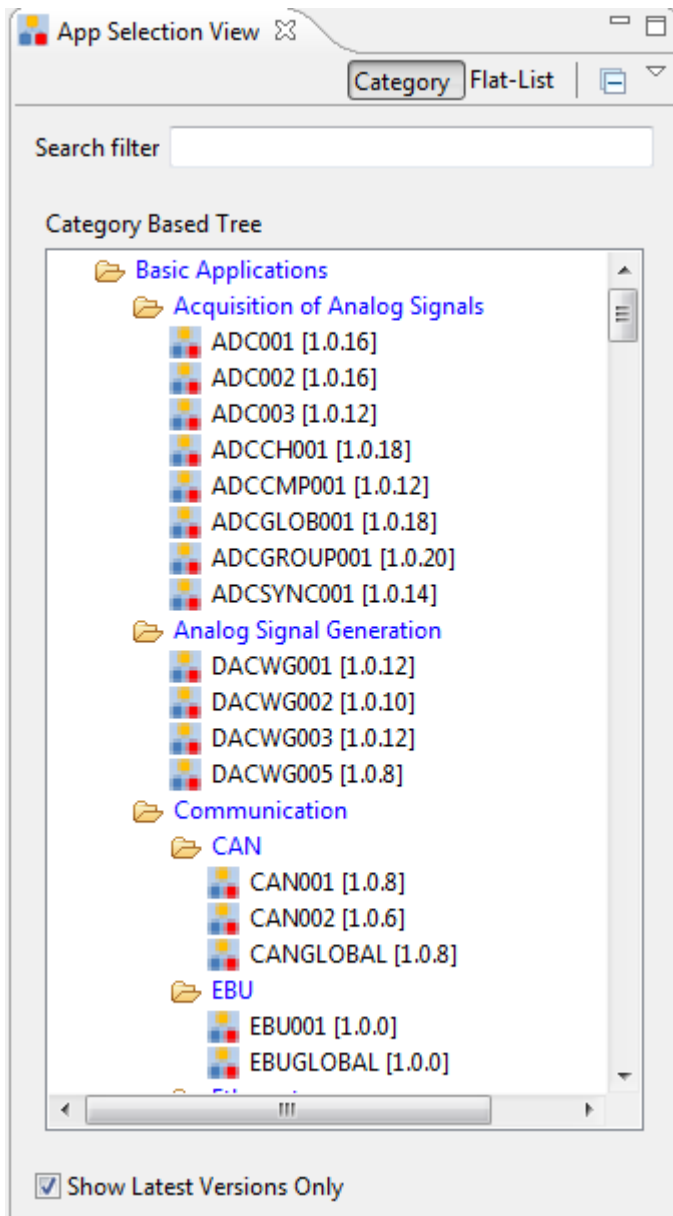 App Selection View
Category Flat-List
Search filter
Category Based Tree
Basic Applications
Acquisition of Analog Signals
ADC001 [1.0.16]
ADC002 [1.0.16]
ADC003 [1.0.12]
ADCCH001 [1.0.18]
ADCCMP001 [1.0.12]
ADCGLOB001 [1.0.18]
ADCGROUP001 [1.0.20]
ADCSYNC001 [1.0.14]
Analog Signal Generation
DACWG001 [1.0.12]
DACWG002 [1.0.10]
DACWG003 [1.0.12]
DACWG005 [1.0.8]
Communication
CAN
CAN001 [1.0.8]
CAN002 [1.0.6]
CANGLOBAL [1.0.8]
EBU
EBU001 [1.0.0]
EBUGLOBAL [1.0.0]
Show Latest Versions Only